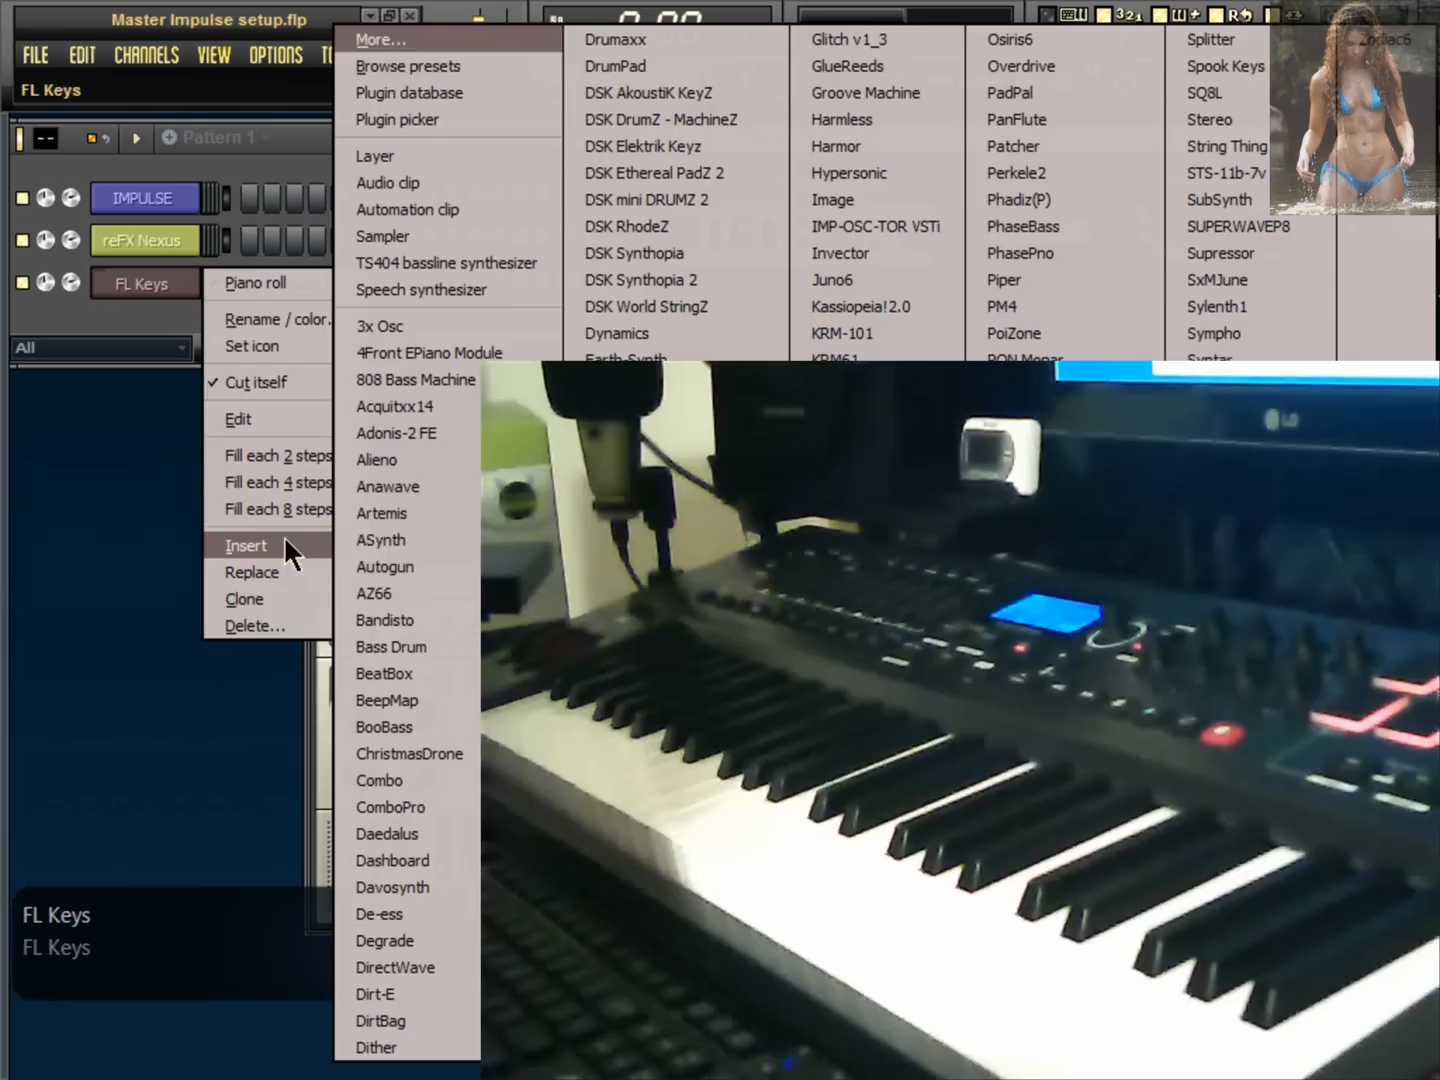 Master Impulse setup.flp
FILE EDIT CHANNELS VIEW OPTIONS
FL Keys
Pattern 1
IMPULSE
reFX Nexus
FL Keys
All
Piano roll
Rename / color.
Set icon
Cut itself
Edit
Fill each 2 steps
Fill each 4 steps
Fill each 8 steps
Insert
Replace
Clone
Delete...
More...
Browse presets
Plugin database
Plugin picker
Layer
Audio clip
Automation clip
Sampler
TS404 bassline synthesizer
Speech synthesizer
3x Osc
4Front EPiano Module
808 Bass Machine
Acquitxx14
Adonis-2 FE
Alieno
Anawave
Artemis
ASynth
Autogun
AZ66
Bandisto
Bass Drum
BeatBox
BeepMap
BooBass
ChristmasDrone
Combo
ComboPro
Daedalus
Dashboard
Davosynth
De-ess
Degrade
DirectWave
Dirt-E
DirtBag
Dither
Drumaxx
DrumPad
DSK AkoustiK KeyZ
DSK DrumZ - MachineZ
DSK Elektrik Keyz
DSK Ethereal PadZ 2
DSK mini DRUMZ 2
DSK RhodeZ
DSK Synthopia
DSK Synthopia 2
DSK World StringZ
Dynamics
Earth-Synth
Glitch v1_3
GlueReeds
Groove Machine
Harmless
Harmor
Hypersonic
Image
IMP-OSC-TOR VSTi
Invector
Juno6
Kassiopeia!2.0
KRM-101
KRM61
Osiris6
Overdrive
PadPal
PanFlute
Patcher
Perkele2
Phadiz(P)
PhaseBass
PhasePno
Piper
PM4
PoiZone
Splitter
Spook Keys
SQ8L
Stereo
String Thing
STS-11b-7v
SubSynth
SUPERWAVEP8
Supressor
SxMJune
Sylenth1
Sympho
Syntar
Zodiac6
LG
FL Keys
FL Keys